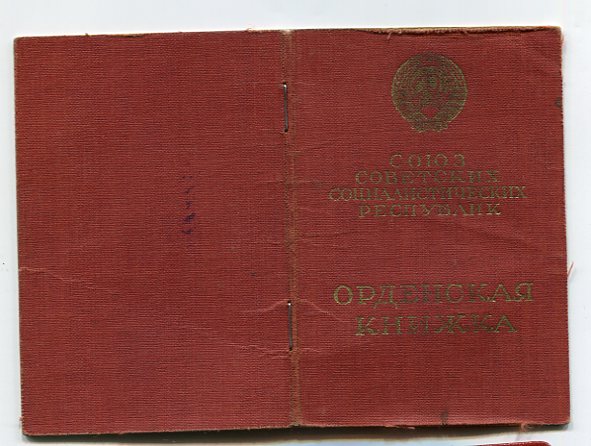 СОЮЗ
СОВЕТСКИХ
СОЦИАЛИСТИЧЕСКИХ
РЕСПУБЛИК
ОРДЕНСКАЯ
КНИЖКА